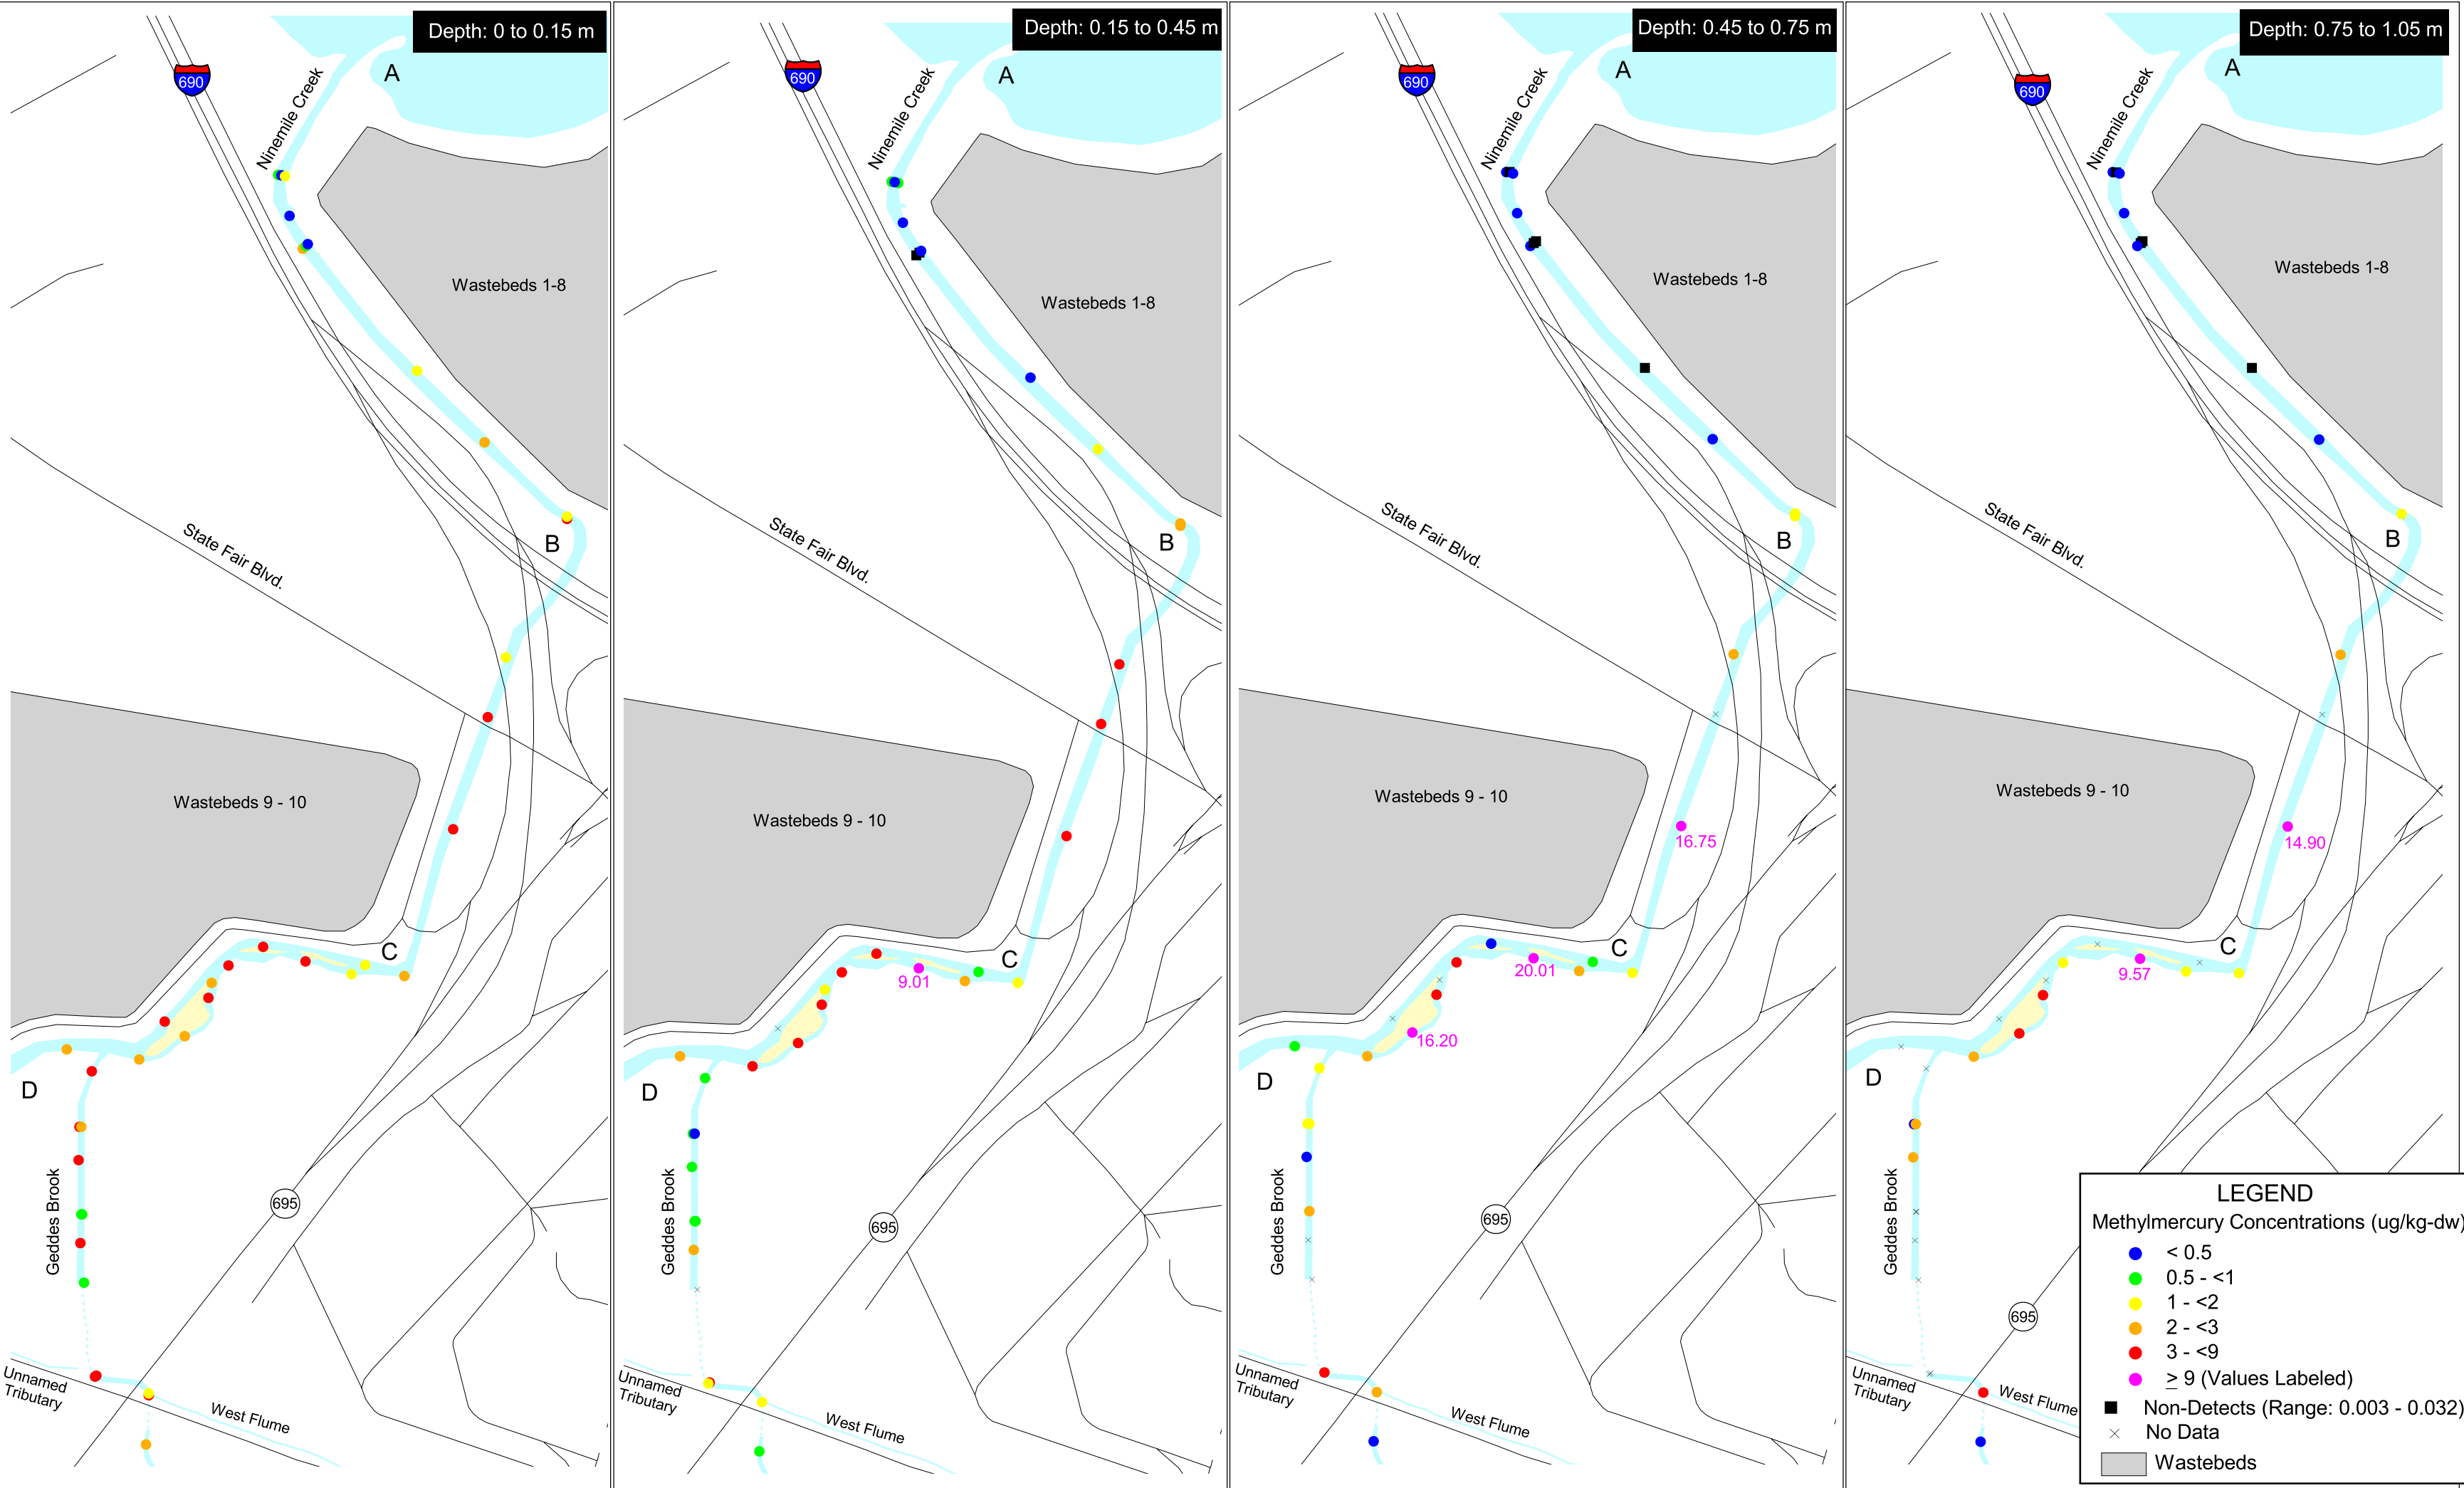 Depth: 0 to 0.15 m
690
A
Ninemile Creek
Wastebeds 1-8
B
State Fair Blvd.
Wastebeds 9 - 10
C
D
Geddes Brook
695
Unnamed
Tributary
West Flume
Depth: 0.15 to 0.45 m
690
A
Ninemile Creek
Wastebeds 1-8
B
State Fair Blvd.
Wastebeds 9 - 10
C
9.01
D
Geddes Brook
695
Unnamed
Tributary
West Flume
Depth: 0.45 to 0.75 m
690
A
Ninemile Creek
Wastebeds 1-8
B
State Fair Blvd.
Wastebeds 9 - 10
16.75
C
20.01
16.20
D
Geddes Brook
695
Unnamed
Tributary
West Flume
Depth: 0.75 to 1.05 m
690
A
Ninemile Creek
Wastebeds 1-8
B
State Fair Blvd.
Wastebeds 9 - 10
14.90
C
9.57
D
Geddes Brook
695
Unnamed
Tributary
West Flume
LEGEND
Methylmercury Concentrations (ug/kg-dw)
< 0.5
0.5 - <1
1 - <2
2 - <3
3 - <9
≥ 9 (Values Labeled)
Non-Detects (Range: 0.003 - 0.032)
No Data
Wastebeds